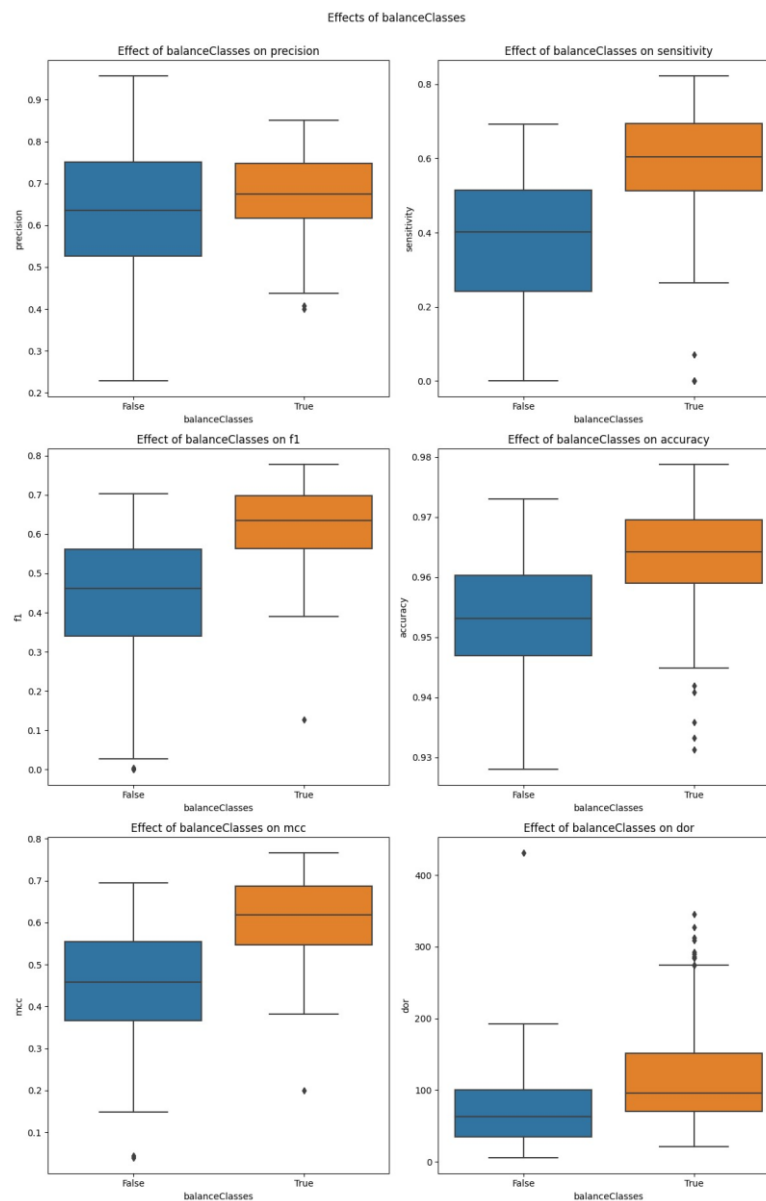 Effects of balanceClasses
Effect of balanceClasses on precision
0.9
0.8
0.7
0.6
0.5
0.4
0.3
0.2
precision
False
True
balanceClasses
Effect of balanceClasses on sensitivity
0.8
0.6
0.4
0.2
0.0
sensitivity
False
True
balanceClasses
Effect of balanceClasses on f1
0.8
0.7
0.6
0.5
0.4
0.3
0.2
0.1
0.0
f1
False
True
balanceClasses
Effect of balanceClasses on accuracy
0.98
0.97
0.96
0.95
0.94
0.93
accuracy
False
True
balanceClasses
Effect of balanceClasses on mcc
0.8
0.7
0.6
0.5
0.4
0.3
0.2
0.1
mcc
False
True
balanceClasses
Effect of balanceClasses on dor
400
300
200
100
0
dor
False
True
balanceClasses